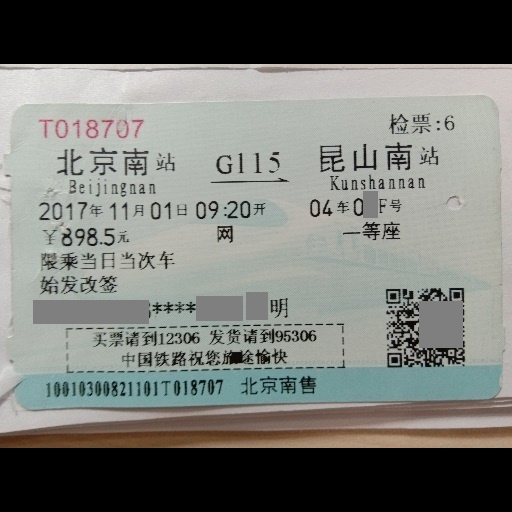 T018707 检票:6
北京南站 G115 昆山南站
Beijingnan Kunshannan
2017年11月01日09:20开 04车0F号
￥898.5元 网 一等座
限乘当日当次车
始发改签
****明
买票请到12306 发货请到95306
中国铁路祝您旅途愉快
10010300821101T018707 北京南售